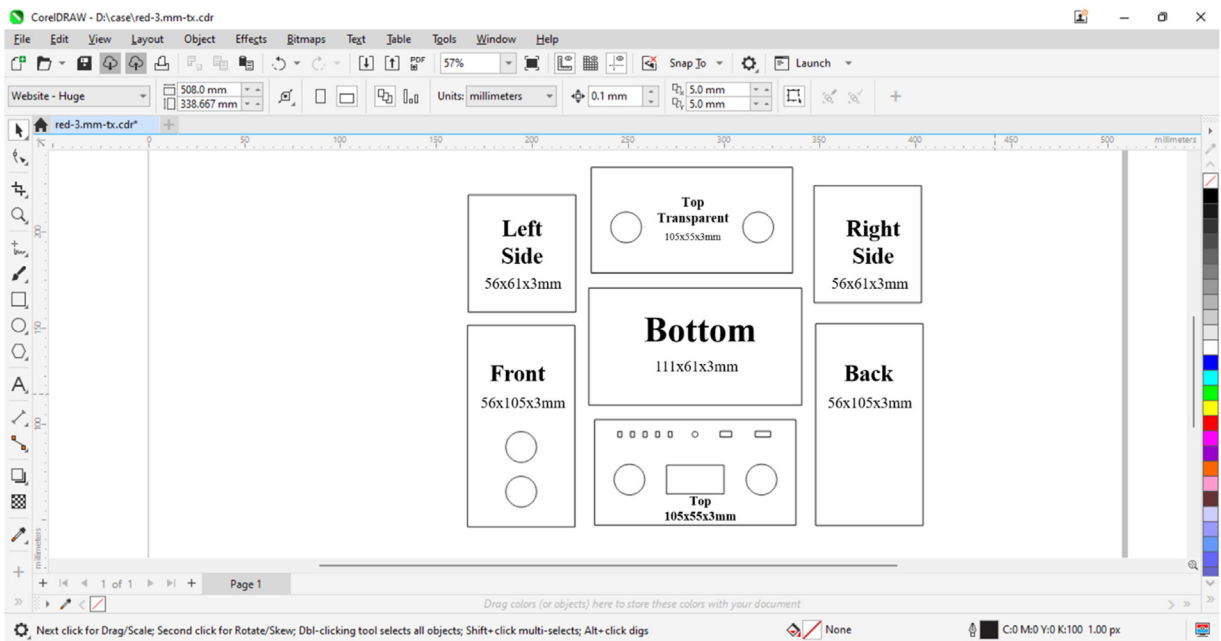 CorelDRAW - D:\case\red-3.mm-tx.cdr
File Edit View Layout Object Effects Bitmaps Text Table Tools Window Help
PDF 57% Snap To Launch
Website - Huge 508.0 mm 338.667 mm Units: millimeters 0.1 mm 5.0 mm 5.0 mm
red-3.mm-tx.cdr*
0 50 100 150 200 250 300 350 400 450 500 millimeters
200
150
100
millimeters
Left
Side
56x61x3mm
Top
Transparent
105x55x3mm
Right
Side
56x61x3mm
Front
56x105x3mm
Bottom
111x61x3mm
Back
56x105x3mm
Top
105x55x3mm
1 of 1 Page 1
Drag colors (or objects) here to store these colors with your document
Next click for Drag/Scale; Second click for Rotate/Skew; Dbl-clicking tool selects all objects; Shift+click multi-selects; Alt+click digs None C:0 M:0 Y:0 K:100 1.00 px